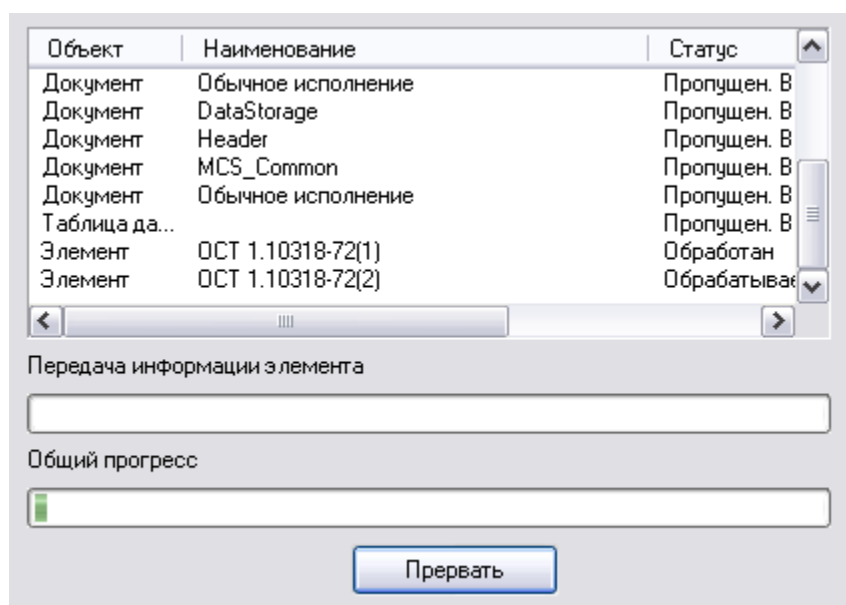 Объект Наименование Статус
Документ Обычное исполнение Пропущен. В
Документ DataStorage Пропущен. В
Документ Header Пропущен. В
Документ MCS_Common Пропущен. В
Документ Обычное исполнение Пропущен. В
Таблица да... Пропущен. В
Элемент ОСТ 1.10318-72(1) Обработан
Элемент ОСТ 1.10318-72(2) Обрабатывае
Передача информации элемента
Общий прогресс
Прервать